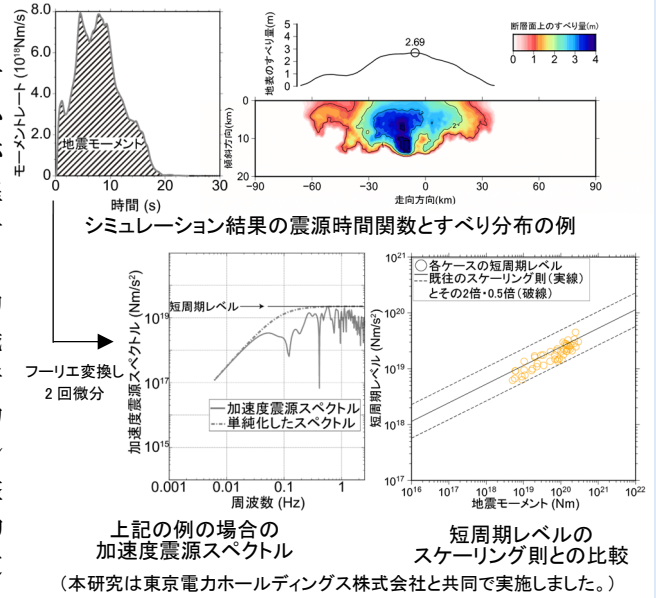 8.0
6.0
4.0
2.0
0
モーメントレート (10¹⁸Nm/s)
地震モーメント
0 10 20 30
時間 (s)
5
4
3
2
1
0
地表のすべり量(m)
2.69
断層面上のすべり量(m)
0 1 2 3 4
0
10
20
傾斜方向(km)
−90 −60 −30 0 30 60 90
走向方向(km)
シミュレーション結果の震源時間関数とすべり分布の例
フーリエ変換し
2 回微分
加速度震源スペクトル (Nm/s²)
10¹⁹
10¹⁷
10¹⁵
短周期レベル
加速度震源スペクトル
単純化したスペクトル
0.001 0.01 0.1 1
周波数 (Hz)
上記の例の場合の
加速度震源スペクトル
短周期レベル (Nm/s²)
10²¹
10²⁰
10¹⁹
10¹⁸
10¹⁷
各ケースの短周期レベル
既往のスケーリング則(実線)
とその2倍・0.5倍(破線)
10¹⁶ 10¹⁷ 10¹⁸ 10¹⁹ 10²⁰ 10²¹ 10²²
地震モーメント (Nm)
短周期レベルの
スケーリング則との比較
(本研究は東京電力ホールディングス株式会社と共同で実施しました。)